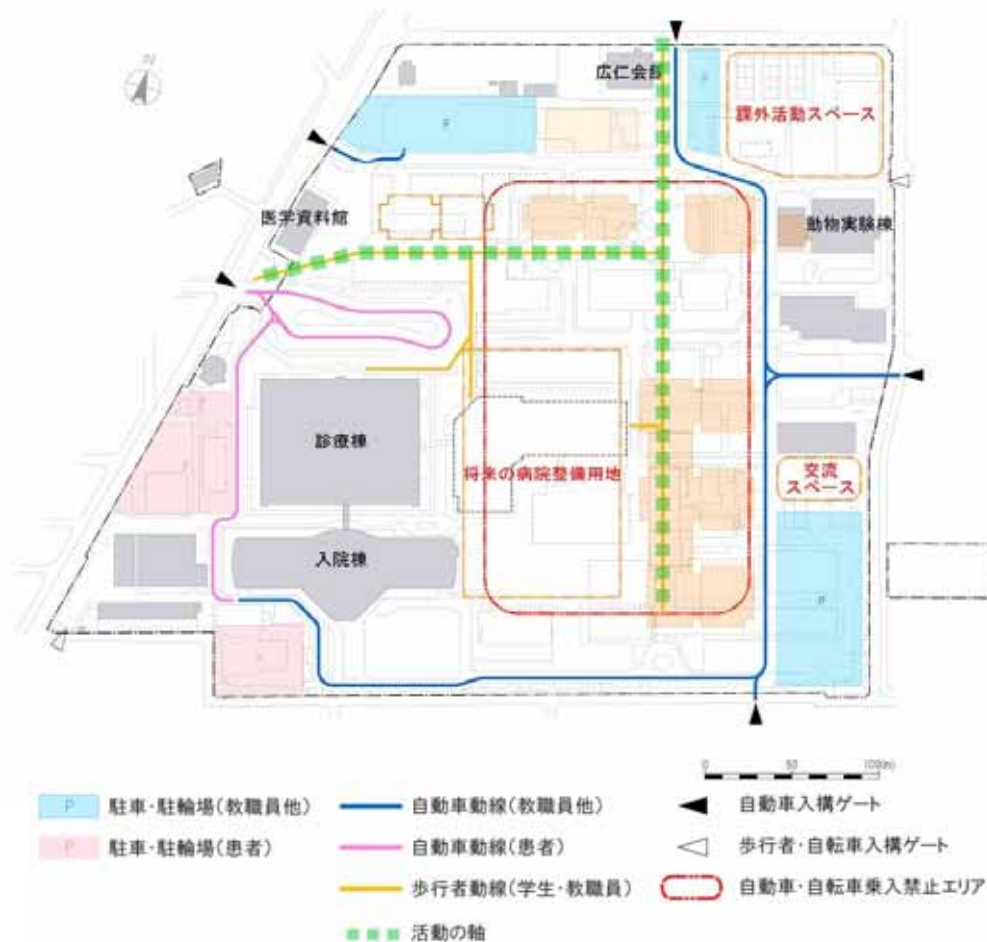 N
広仁会館
P
P
課外活動スペース
医学資料館
動物実験棟
P
診療棟
将来の病院整備用地
交流
スペース
入院棟
P
P
0 50 100(m)
P 駐車・駐輪場(教職員他)
自動車動線(教職員他)
自動車入構ゲート
P 駐車・駐輪場(患者)
自動車動線(患者)
歩行者・自転車入構ゲート
歩行者動線(学生・教職員)
自動車・自転車乗入禁止エリア
活動の軸